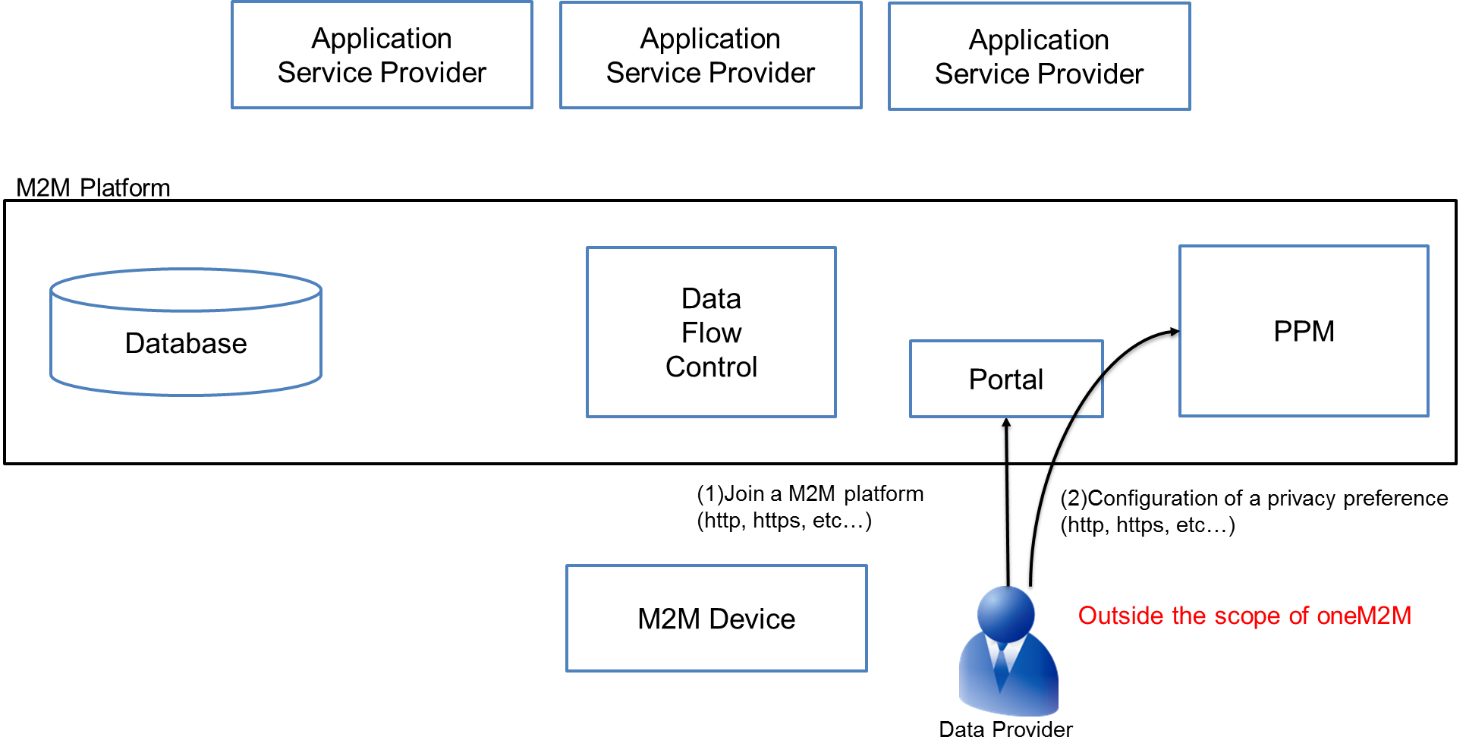 Application
Service Provider
Application
Service Provider
Application
Service Provider
M2M Platform
Database
Data
Flow
Control
Portal
PPM
(1)Join a M2M platform
(http, https, etc…)
(2)Configuration of a privacy preference
(http, https, etc…)
M2M Device
Outside the scope of oneM2M
Data Provider